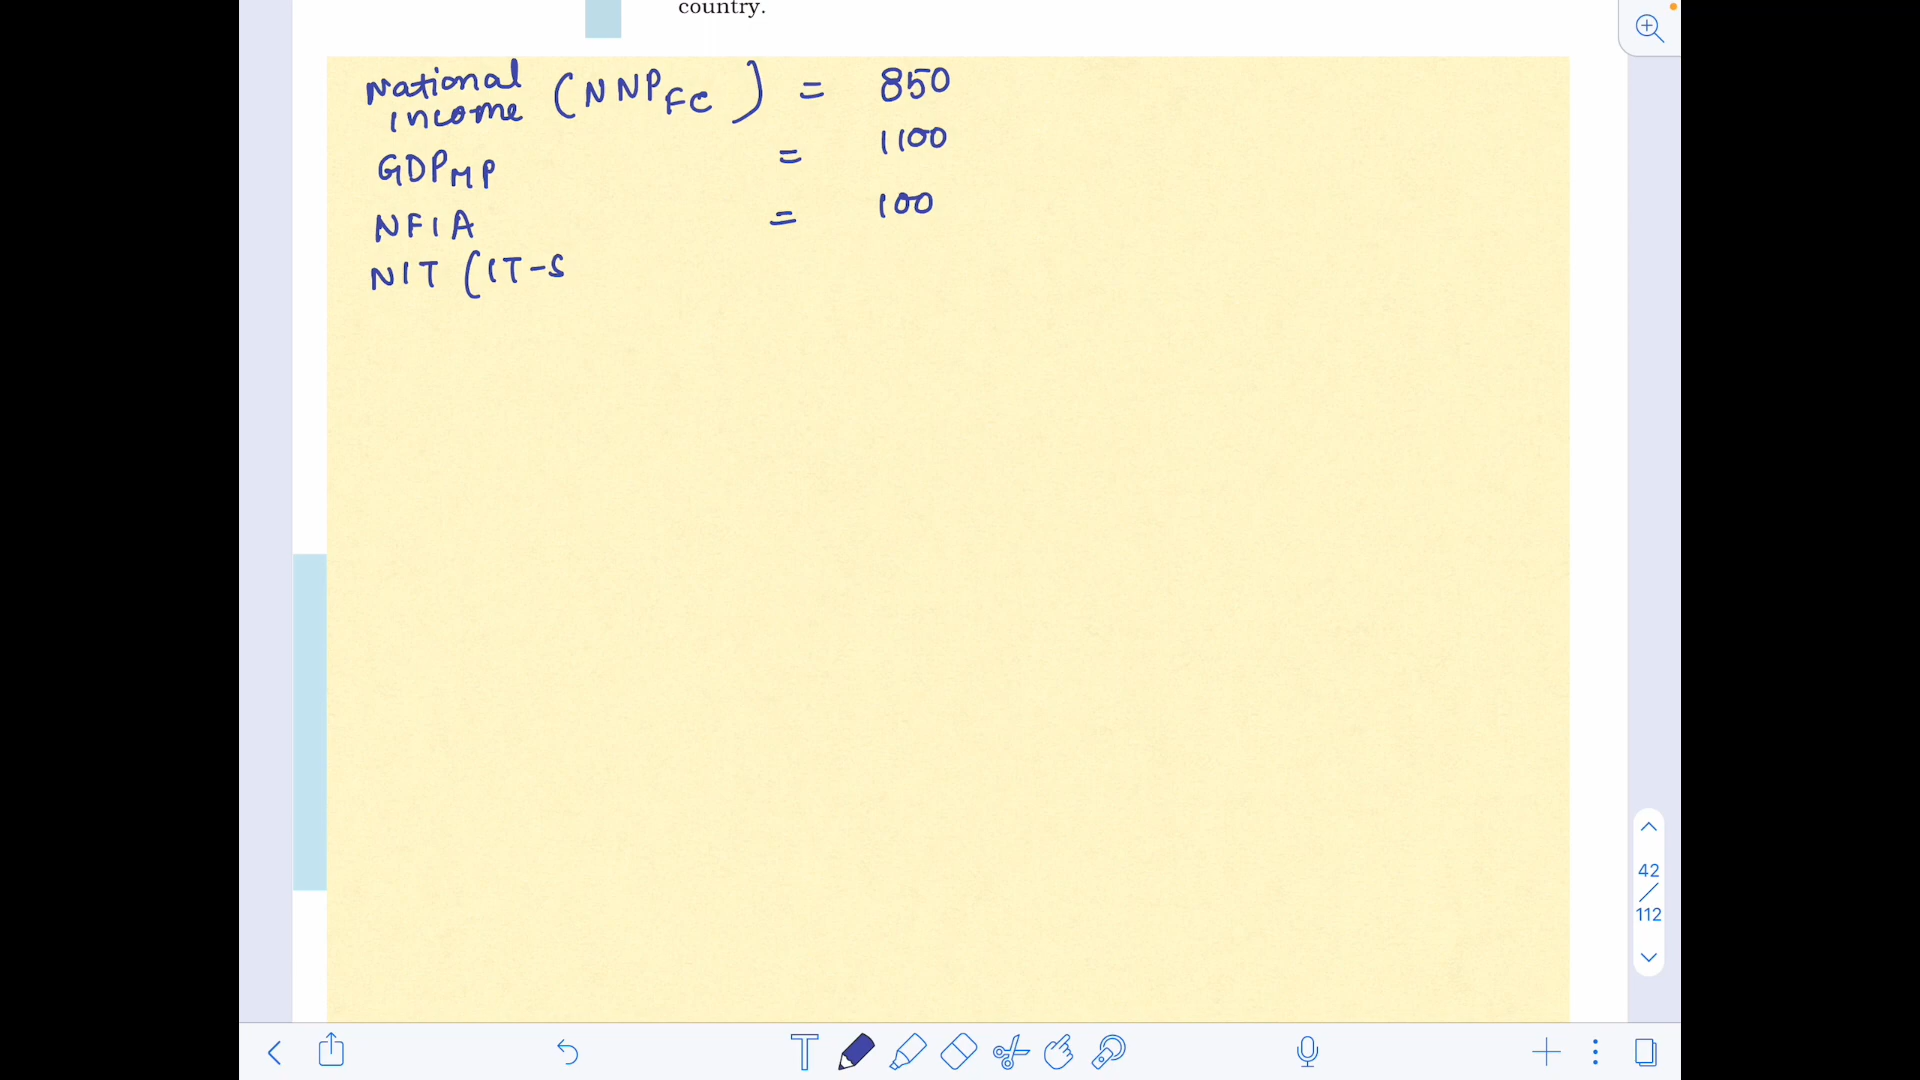 country.
National
income (NNPFC) = 850
GDPMP = 1100
NFIA = 100
NIT (IT-S
42
112
T